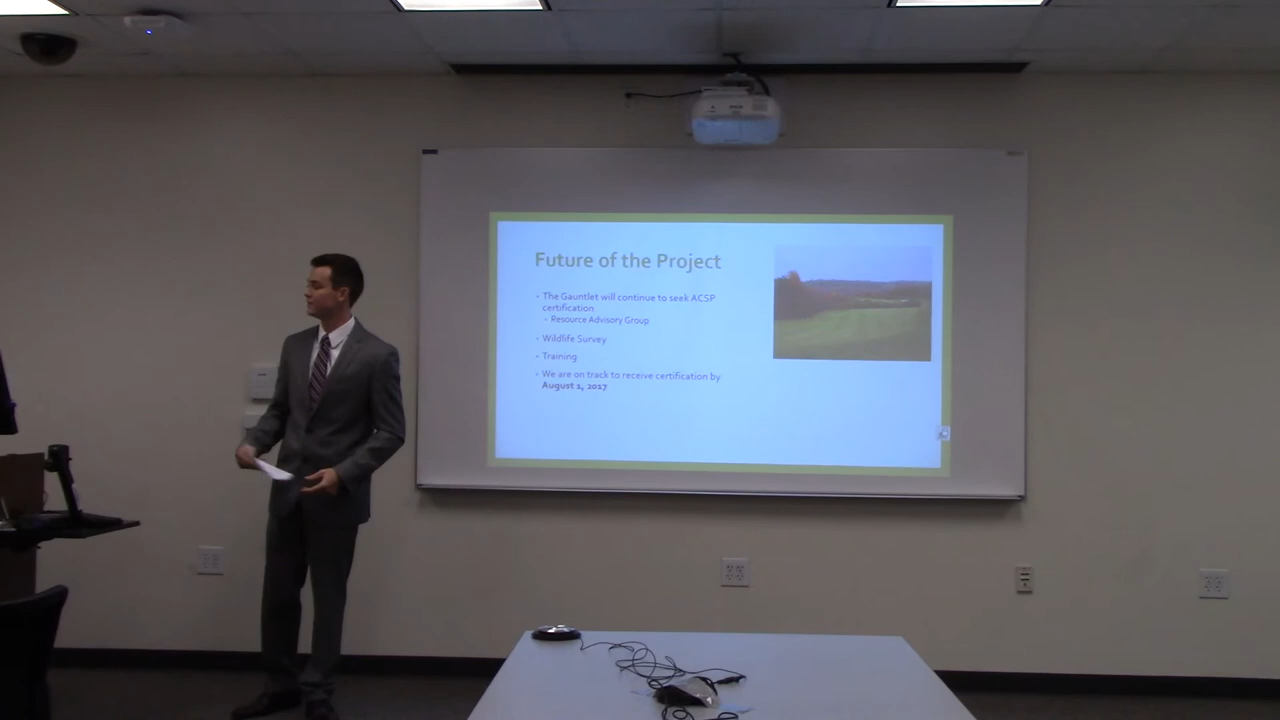 Future of the Project
• The Gauntlet will continue to seek ACSP
certification
• Resource Advisory Group
• Wildlife Survey
• Training
• We are on track to receive certification by
August 1, 2017